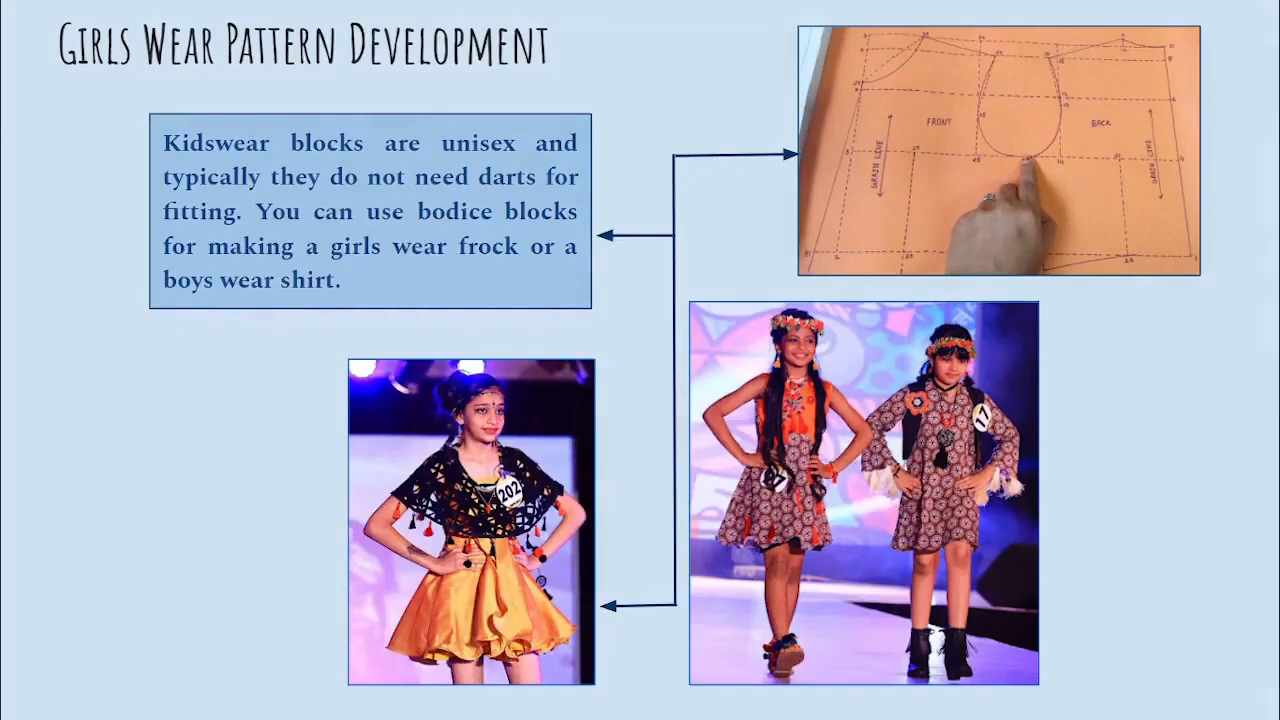 Girls Wear Pattern Development
Kidswear blocks are unisex and
typically they do not need darts for
fitting. You can use bodice blocks
for making a girls wear frock or a
boys wear shirt.
FRONT
BACK
GRAIN LINE
GRAIN LINE
17
202